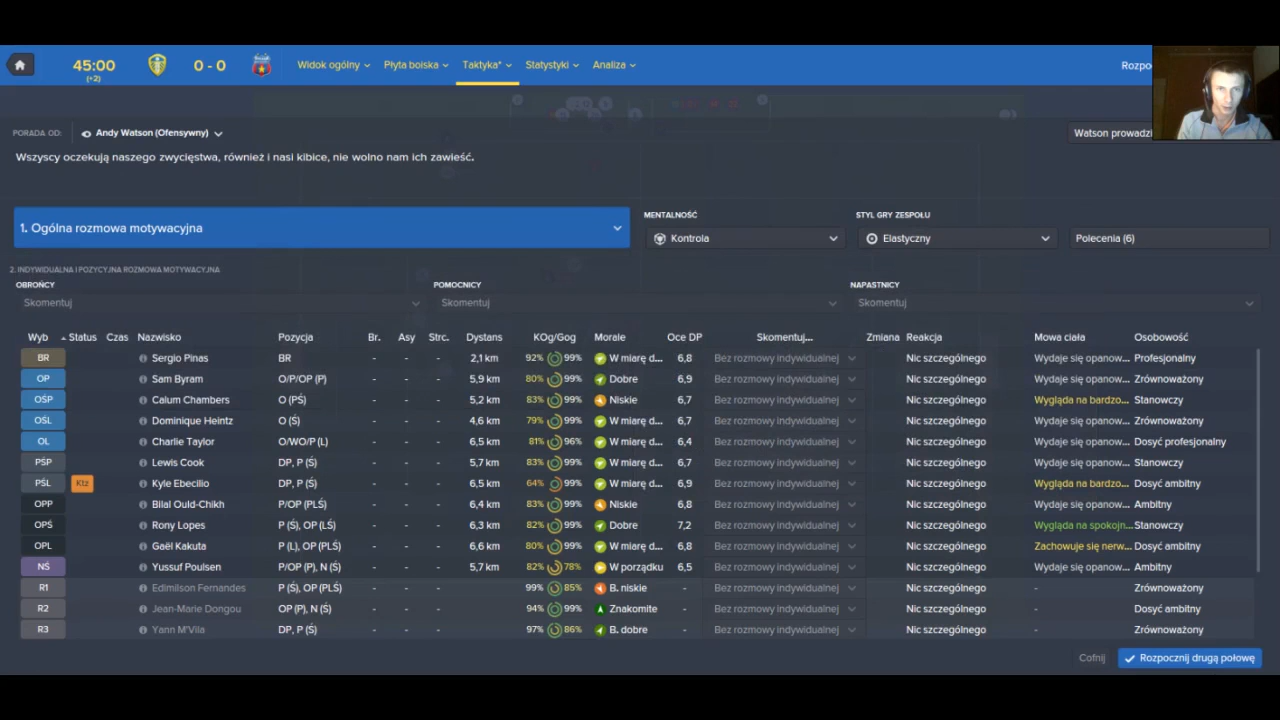 45:00 0 - 0 Widok ogólny Płyta boiska Taktyka* Statystyki Analiza Rozpoc
(+2)
PORADA OD: Andy Watson (Ofensywny) Watson prowadzi
Wszyscy oczekują naszego zwycięstwa, również i nasi kibice, nie wolno nam ich zawieść.
MENTALNOŚĆ STYL GRY ZESPOŁU
1. Ogólna rozmowa motywacyjna Kontrola Elastyczny Polecenia (6)
2. INDYWIDUALNA I POZYCYJNA ROZMOWA MOTYWACYJNA
OBROŃCY POMOCNICY NAPASTNICY
Skomentuj Skomentuj Skomentuj
Wyb Status Czas Nazwisko Pozycja Br. Asy Strc. Dystans KOg/Gog Morale Oce DP Skomentuj... Zmiana Reakcja Mowa ciała Osobowość
BR Sergio Pinas BR - - - 2,1 km 92% 99% W miarę d... 6,8 Bez rozmowy indywidualnej Nic szczególnego Wydaje się opanow... Profesjonalny
OP Sam Byram O/P/OP (P) - - - 5,9 km 80% 99% Dobre 6,9 Bez rozmowy indywidualnej Nic szczególnego Wydaje się opanow... Zrównoważony
OŚP Calum Chambers O (PŚ) - - - 5,2 km 83% 99% Niskie 6,7 Bez rozmowy indywidualnej Nic szczególnego Wygląda na bardzo... Stanowczy
OŚL Dominique Heintz O (Ś) - - - 4,6 km 79% 99% W miarę d... 6,7 Bez rozmowy indywidualnej Nic szczególnego Wydaje się opanow... Zrównoważony
OL Charlie Taylor O/WO/P (L) - - - 6,5 km 81% 96% W miarę d... 6,4 Bez rozmowy indywidualnej Nic szczególnego Wydaje się opanow... Dosyć profesjonalny
PŚP Lewis Cook DP, P (Ś) - - - 5,7 km 83% 99% W miarę d... 6,7 Bez rozmowy indywidualnej Nic szczególnego Wydaje się opanow... Stanowczy
PŚL Ktz Kyle Ebecilio DP, P (Ś) - - - 6,5 km 64% 99% W miarę d... 6,9 Bez rozmowy indywidualnej Nic szczególnego Wygląda na bardzo... Dosyć ambitny
OPP Bilal Ould-Chikh P/OP (PLŚ) - - - 6,4 km 83% 99% Niskie 6,8 Bez rozmowy indywidualnej Nic szczególnego Wydaje się opanow... Ambitny
OPŚ Rony Lopes P (Ś), OP (LŚ) - - - 6,3 km 82% 99% Dobre 7,2 Bez rozmowy indywidualnej Nic szczególnego Wygląda na spokojn... Stanowczy
OPL Gaël Kakuta P (L), OP (PLŚ) - - - 6,6 km 80% 99% W miarę d... 6,8 Bez rozmowy indywidualnej Nic szczególnego Zachowuje się nerw... Dosyć ambitny
NŚ Yussuf Poulsen P/OP (P), N (Ś) - - - 5,7 km 82% 78% W porządku 6,5 Bez rozmowy indywidualnej Nic szczególnego Wydaje się opanow... Ambitny
R1 Edimilson Fernandes P (Ś), OP (PLŚ) - - - 99% 85% B. niskie - Bez rozmowy indywidualnej Nic szczególnego - Zrównoważony
R2 Jean-Marie Dongou OP (P), N (Ś) - - - 94% 99% Znakomite - Bez rozmowy indywidualnej Nic szczególnego - Dosyć ambitny
R3 Yann M'Vila DP, P (Ś) - - - 97% 86% B. dobre - Bez rozmowy indywidualnej Nic szczególnego - Zrównoważony
Cofnij Rozpocznij drugą połowę